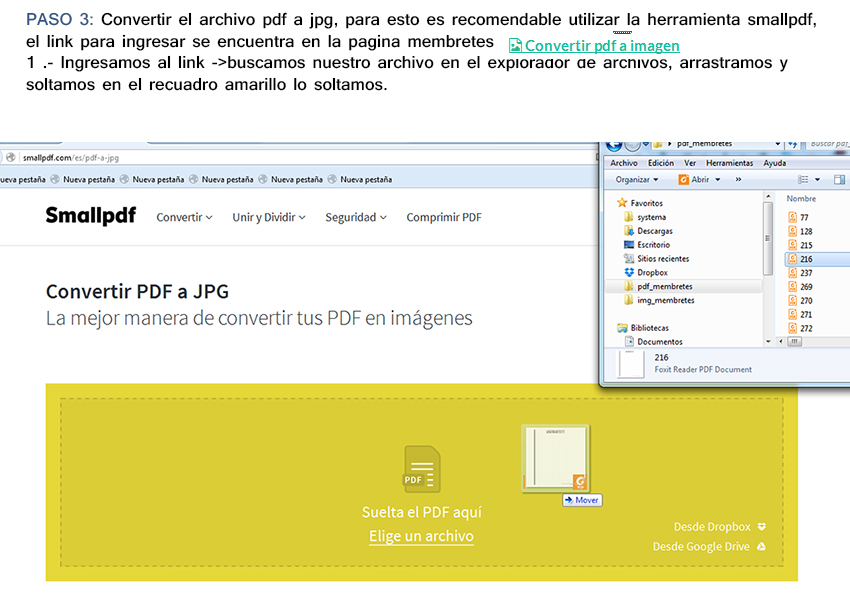 PASO 3: Convertir el archivo pdf a jpg, para esto es recomendable utilizar la herramienta smallpdf,
el link para ingresar se encuentra en la pagina membretes Convertir pdf a imagen
1 .- Ingresamos al link ->buscamos nuestro archivo en el explorador de archivos, arrastramos y
soltamos en el recuadro amarillo lo soltamos.
pdf_membretes
Buscar pdf_
smallpdf.com/es/pdf-a-jpg
Archivo Edición Ver Herramientas Ayuda
ueva pestaña Nueva pestaña Nueva pestaña Nueva pestaña Nueva pestaña Nueva pestaña
Organizar Abrir »
Smallpdf
Convertir Unir y Dividir Seguridad Comprimir PDF
Favoritos
systema
Descargas
Escritorio
Sitios recientes
Dropbox
pdf_membretes
img_membretes
Bibliotecas
Documentos
Nombre
77
128
215
216
237
269
270
271
272
216
Foxit Reader PDF Document
Convertir PDF a JPG
La mejor manera de convertir tus PDF en imágenes
PDF
Mover
Suelta el PDF aquí
Elige un archivo
Desde Dropbox
Desde Google Drive